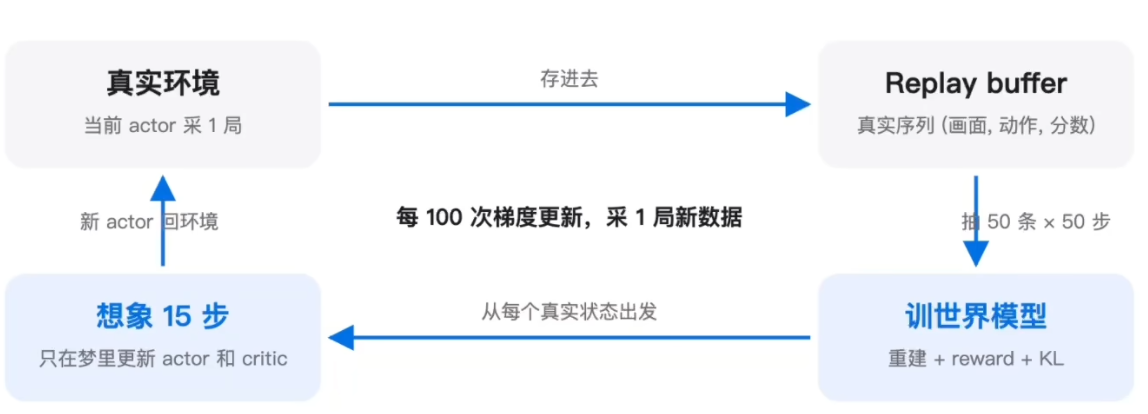 真实环境
当前 actor 采 1 局
存进去
Replay buffer
真实序列 (画面, 动作, 分数)
新 actor 回环境
每 100 次梯度更新，采 1 局新数据
抽 50 条 × 50 步
想象 15 步
只在梦里更新 actor 和 critic
从每个真实状态出发
训世界模型
重建 + reward + KL